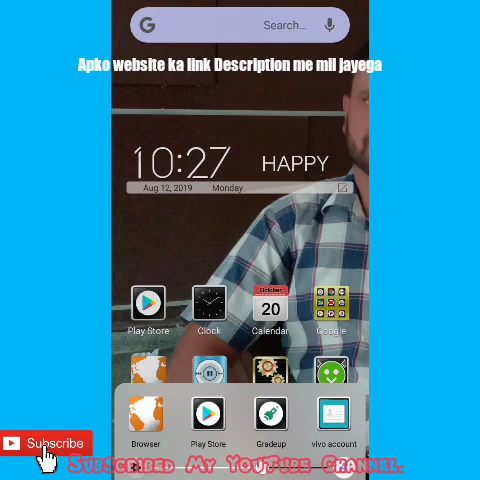 Search...
Apko website ka link Description me mil jayega
10:27 HAPPY
Aug 12, 2019 Monday
October
20
Play Store Clock Calendar Google
Browser Play Store Gradeup vivo account
Subscribe
Subscribed My YouTube Channel.